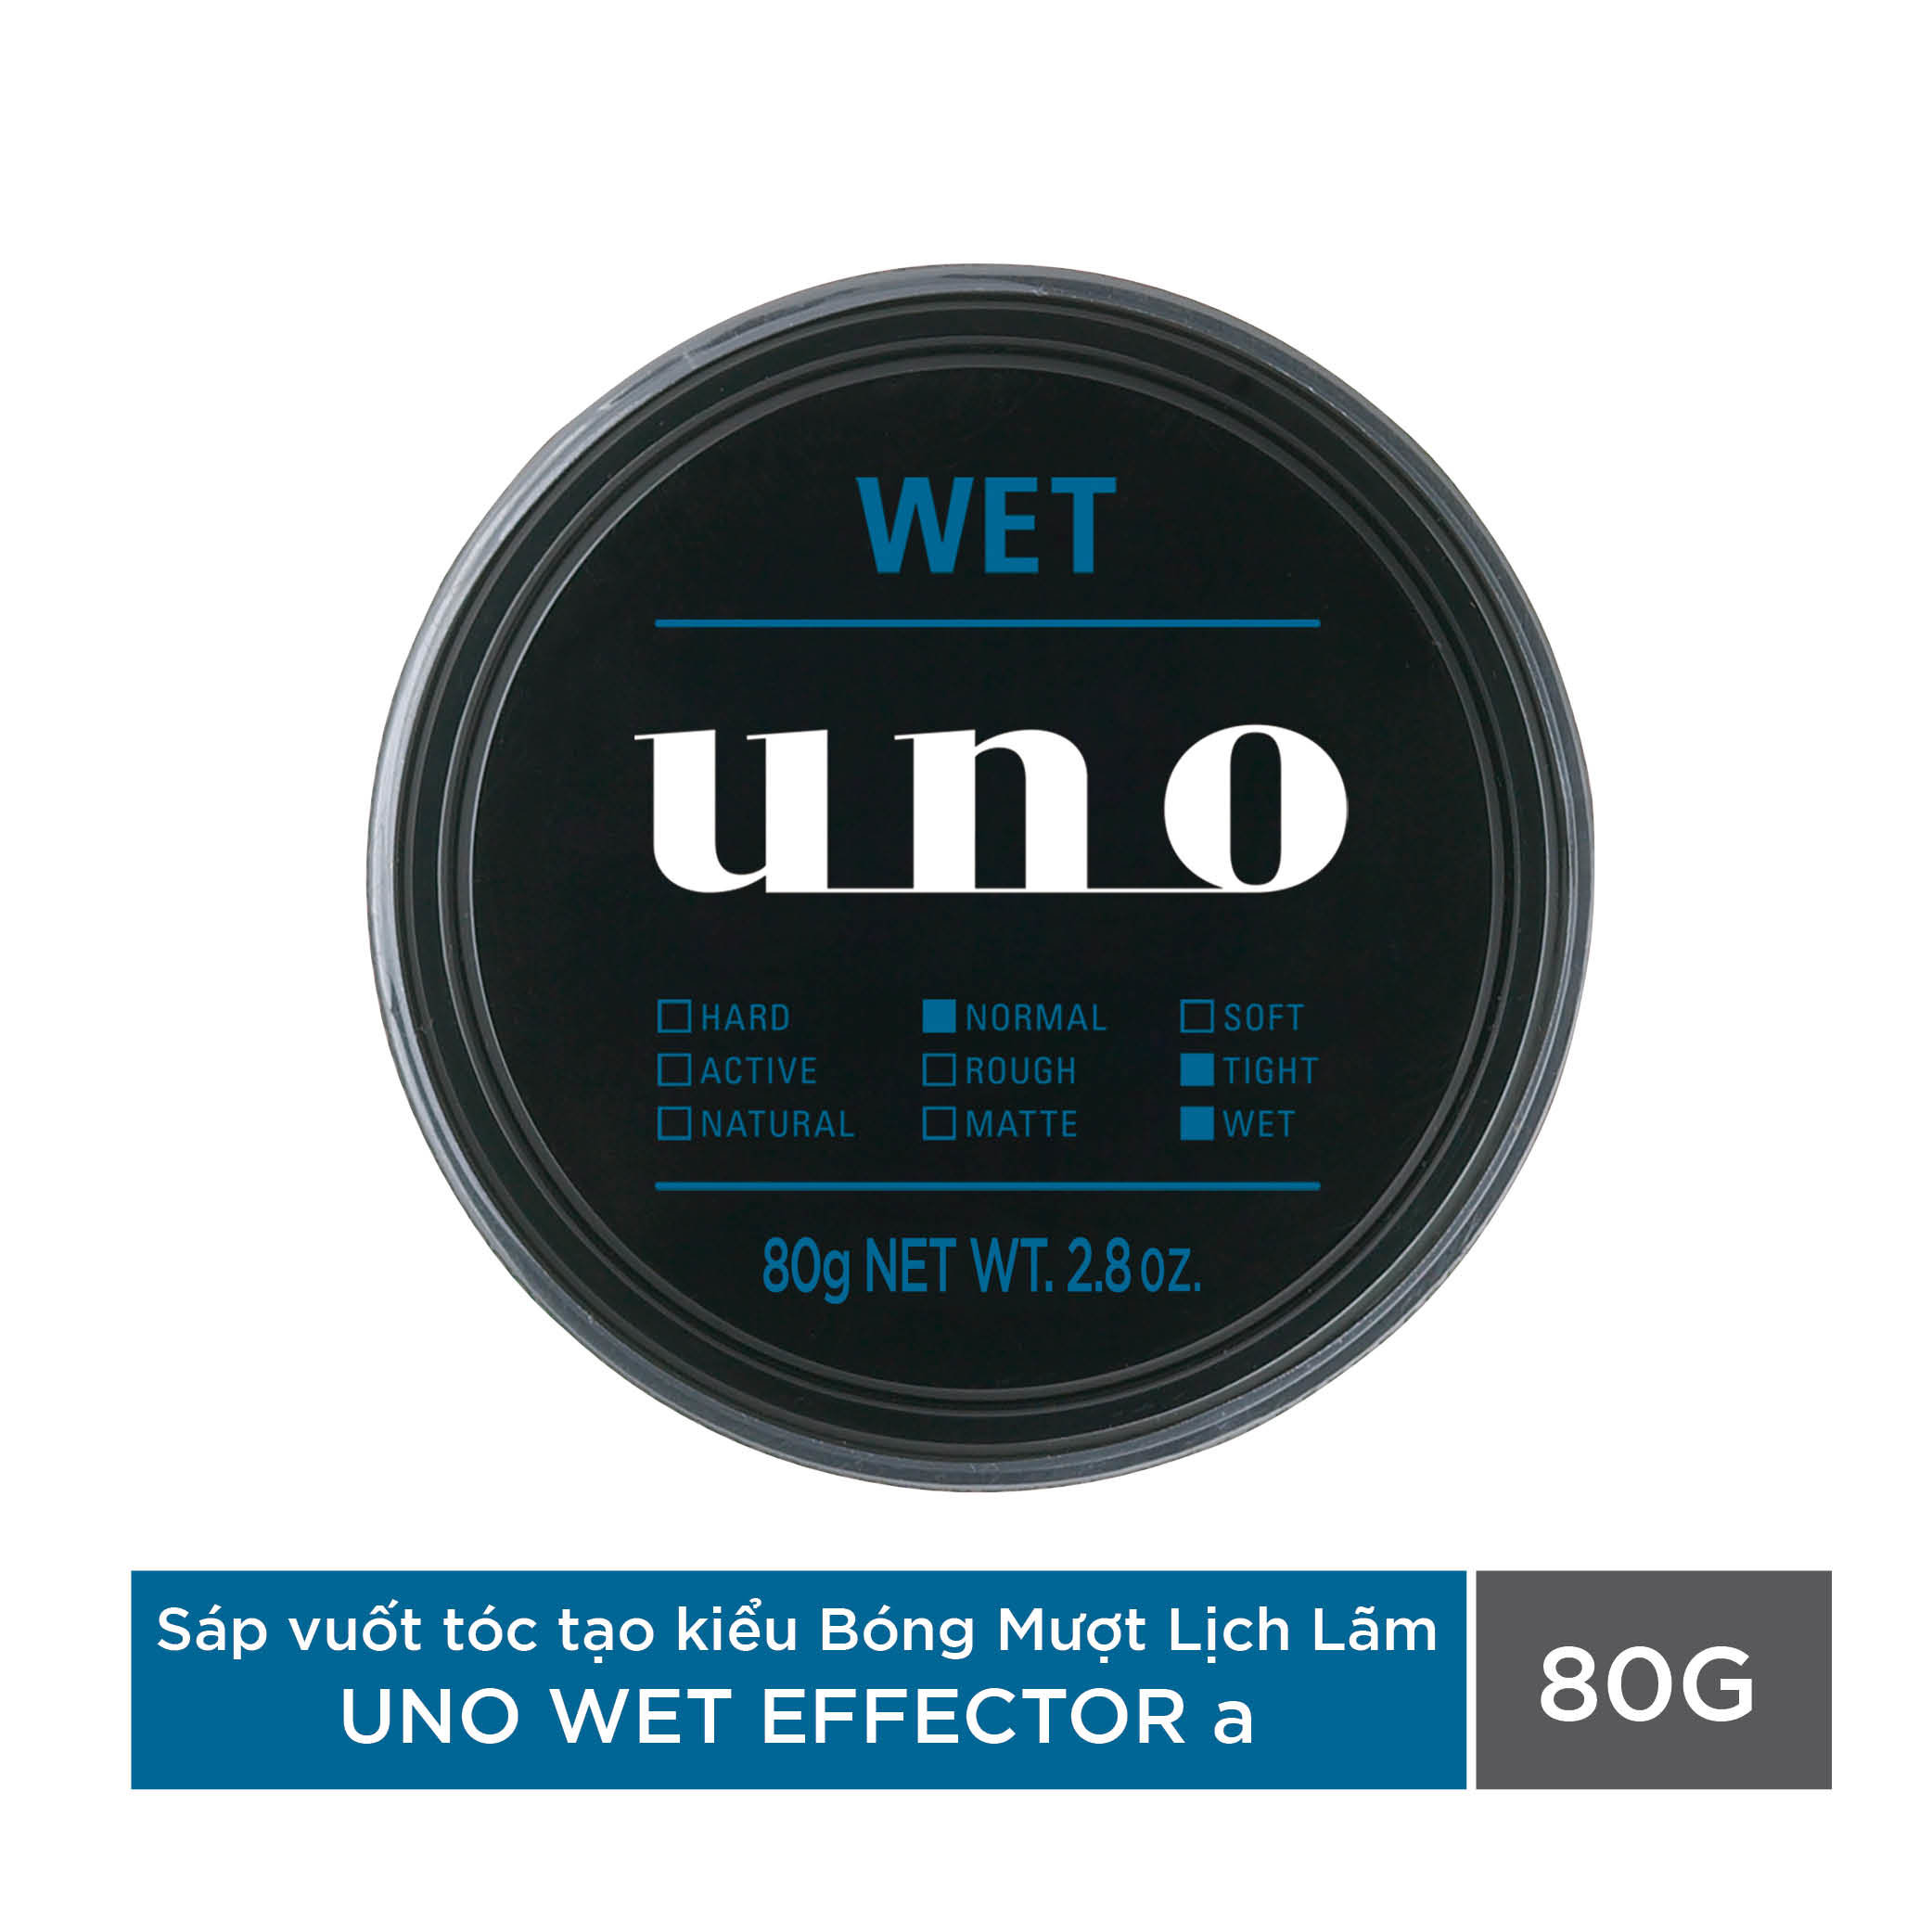 WET
uno
HARD NORMAL SOFT
ACTIVE ROUGH TIGHT
NATURAL MATTE WET
80g NET WT. 2.8 oz.
Sáp vuốt tóc tạo kiểu Bóng Mượt Lịch Lãm
UNO WET EFFECTOR a
80G